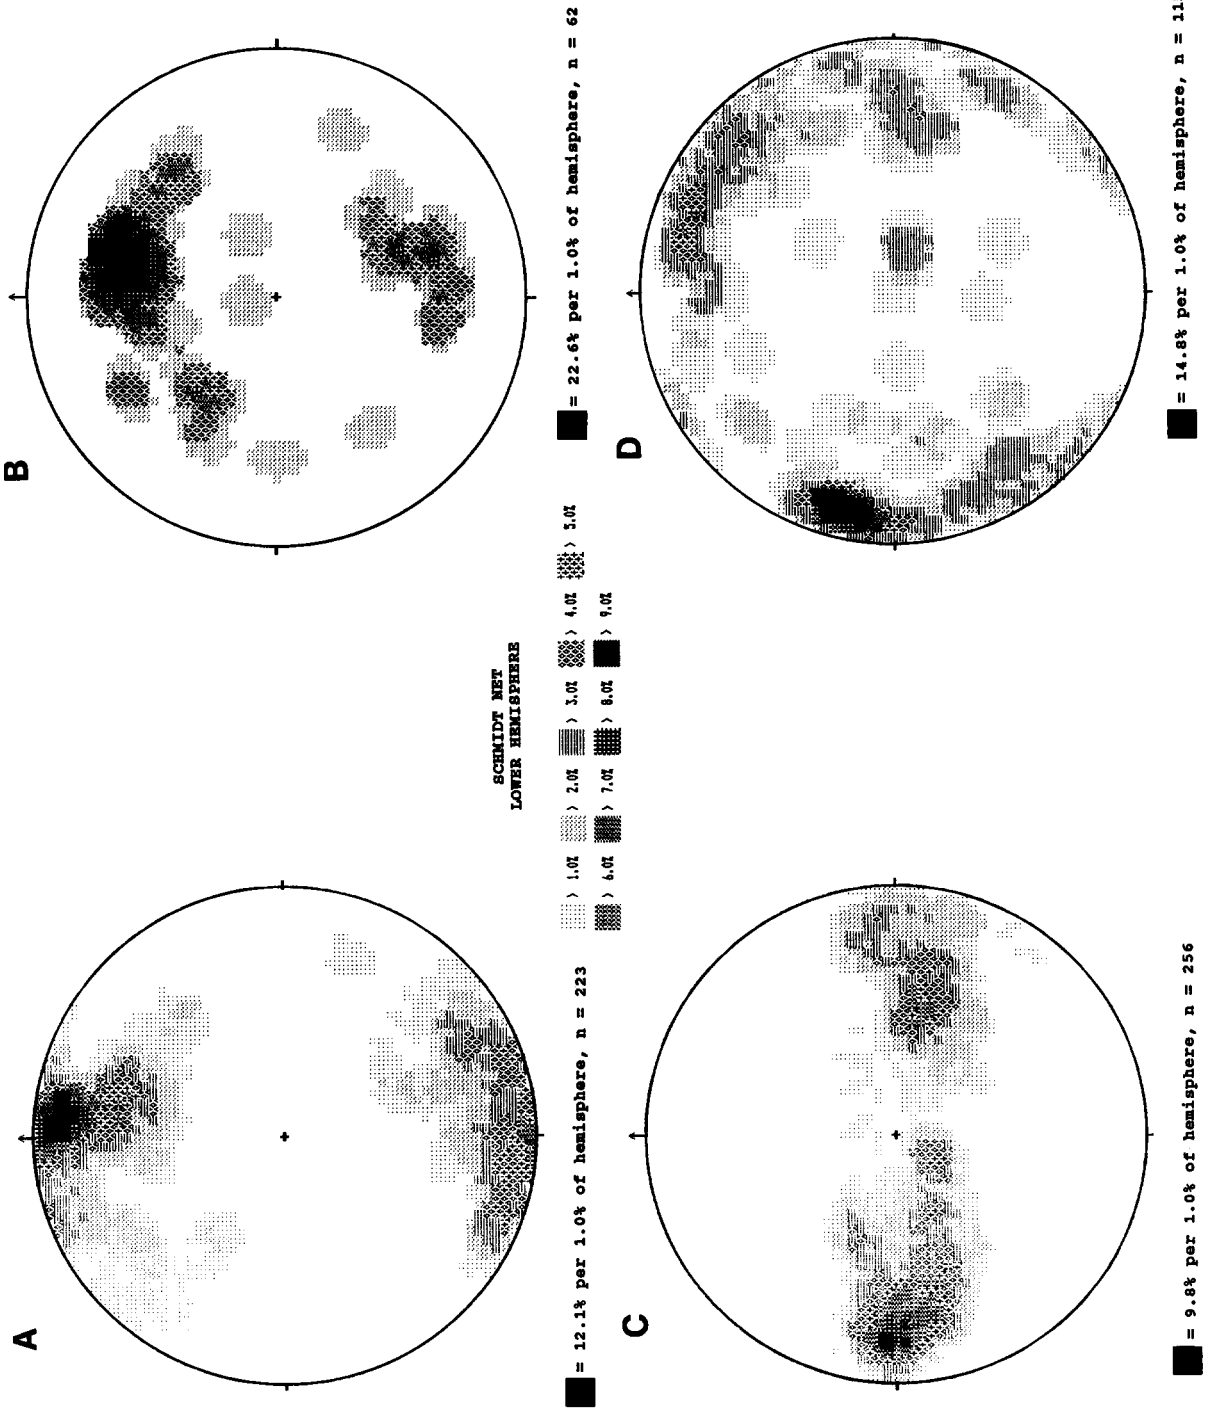 A
= 12.1% per 1.0% of hemisphere, n = 223
B
= 22.6% per 1.0% of hemisphere, n = 62
SCHMIDT NET
LOWER HEMISPHERE
> 1.0% > 2.0% > 3.0% > 4.0% > 5.0%
> 6.0% > 7.0% > 8.0% > 9.0%
C
= 9.8% per 1.0% of hemisphere, n = 256
D
= 14.8% per 1.0% of hemisphere, n =